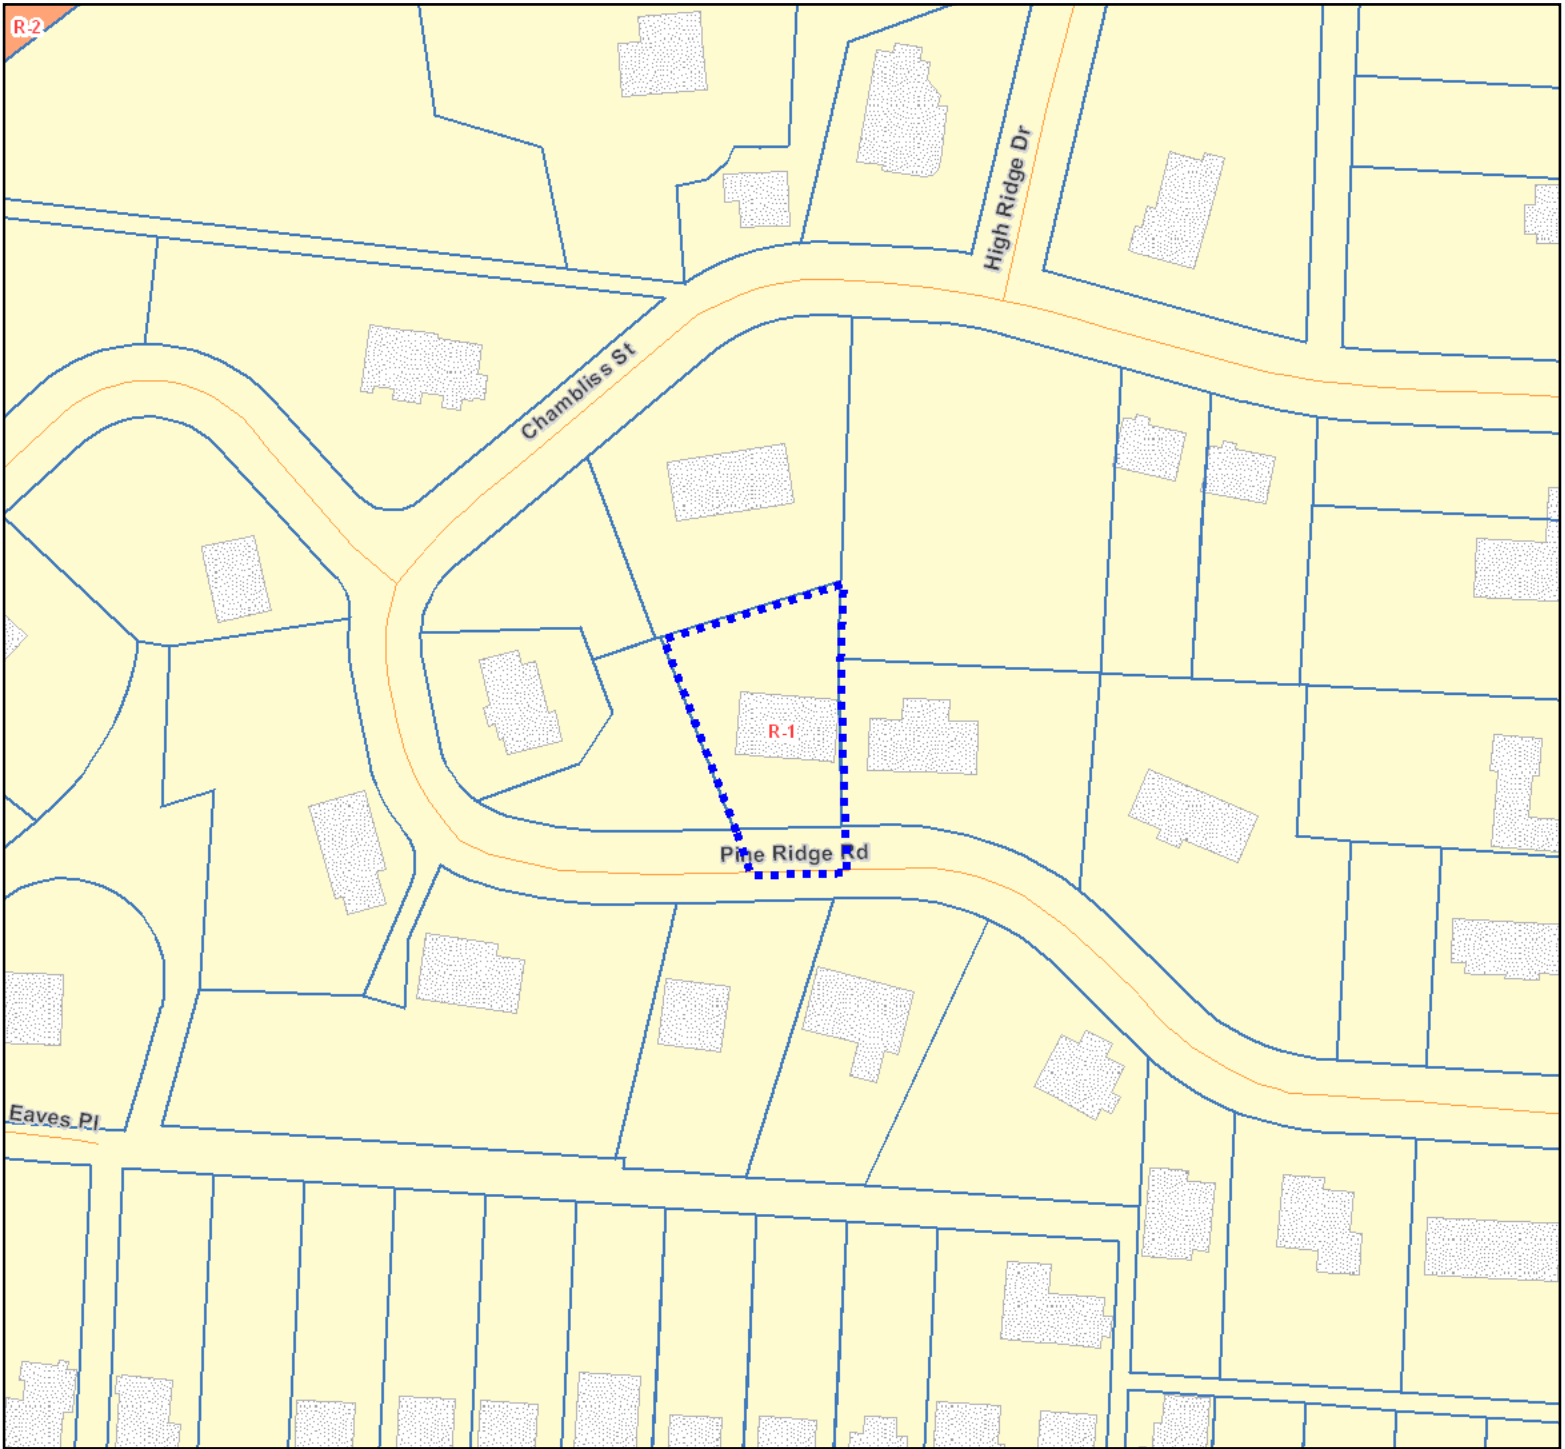 R-2
High Ridge Dr
Chambliss St
R-1
Pine Ridge Rd
Eaves Pl